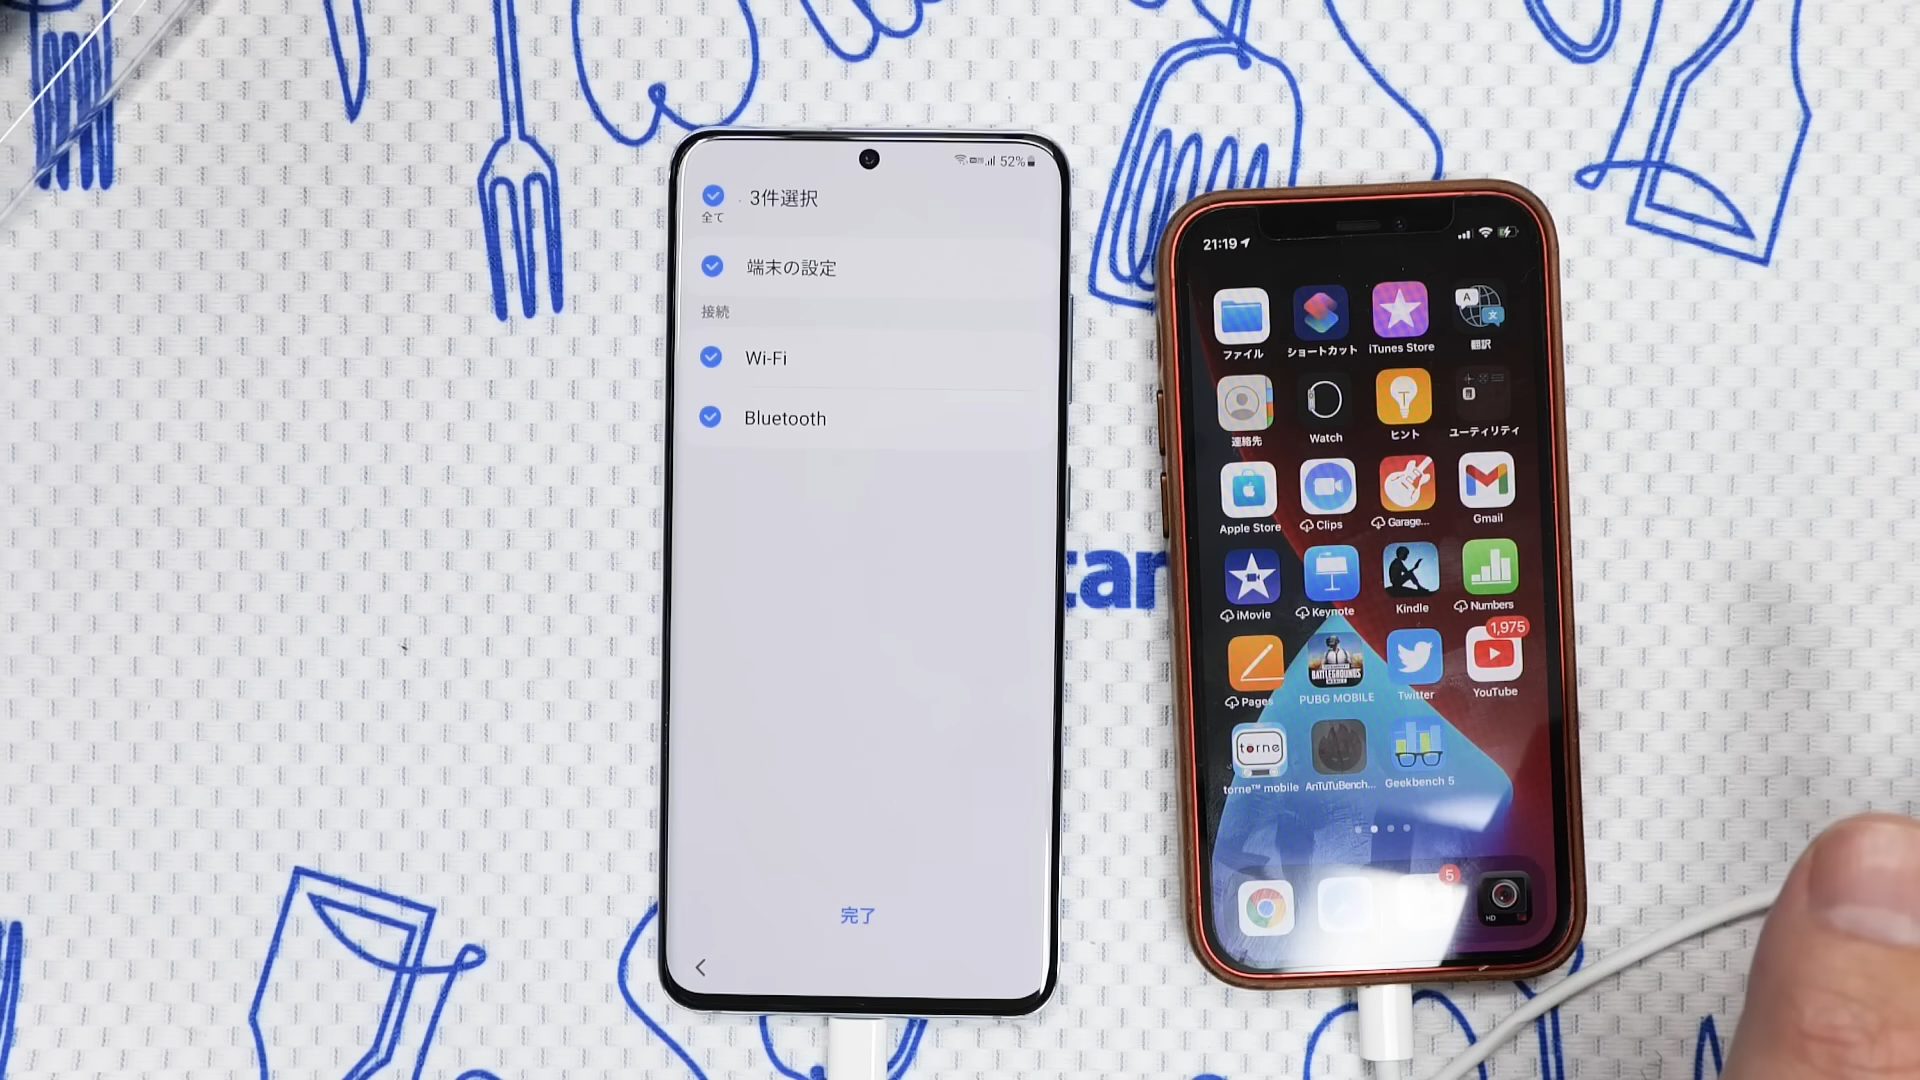 52%
3件選択
全て
端末の設定
接続
Wi-Fi
Bluetooth
完了
car
21:19
ファイル
ショートカット
iTunes Store
翻訳
連絡先
Watch
ヒント
ユーティリティ
Apple Store
Clips
Garage...
Gmail
iMovie
Keynote
Kindle
Numbers
1,975
BATTLEGROUNDS
Pages
PUBG MOBILE
Twitter
YouTube
torne
torne™ mobile
AnTuTuBench...
Geekbench 5
5
HD